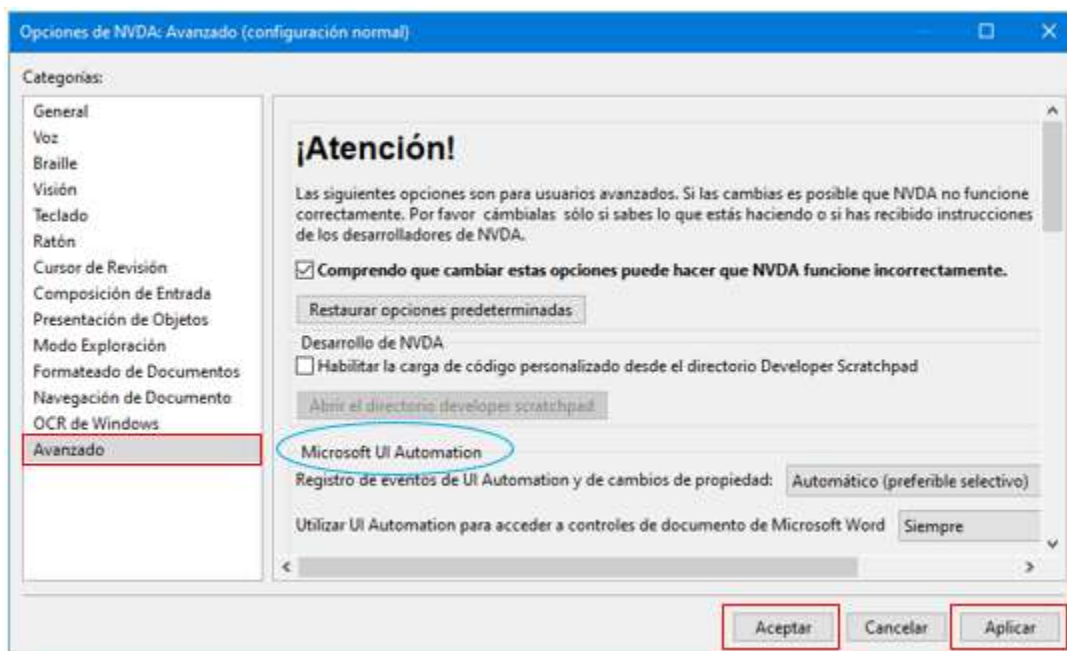 Opciones de NVDA: Avanzado (configuración normal)
Categorías:
General
Voz
Braille
Visión
Teclado
Ratón
Cursor de Revisión
Composición de Entrada
Presentación de Objetos
Modo Exploración
Formateado de Documentos
Navegación de Documento
OCR de Windows
Avanzado
¡Atención!
Las siguientes opciones son para usuarios avanzados. Si las cambias es posible que NVDA no funcione
correctamente. Por favor cámbialas sólo si sabes lo que estás haciendo o si has recibido instrucciones
de los desarrolladores de NVDA.
Comprendo que cambiar estas opciones puede hacer que NVDA funcione incorrectamente.
Restaurar opciones predeterminadas
Desarrollo de NVDA
Habilitar la carga de código personalizado desde el directorio Developer Scratchpad
Abrir el directorio developer scratchpad
Microsoft UI Automation
Registro de eventos de UI Automation y de cambios de propiedad: Automático (preferible selectivo)
Utilizar UI Automation para acceder a controles de documento de Microsoft Word Siempre
Aceptar Cancelar Aplicar